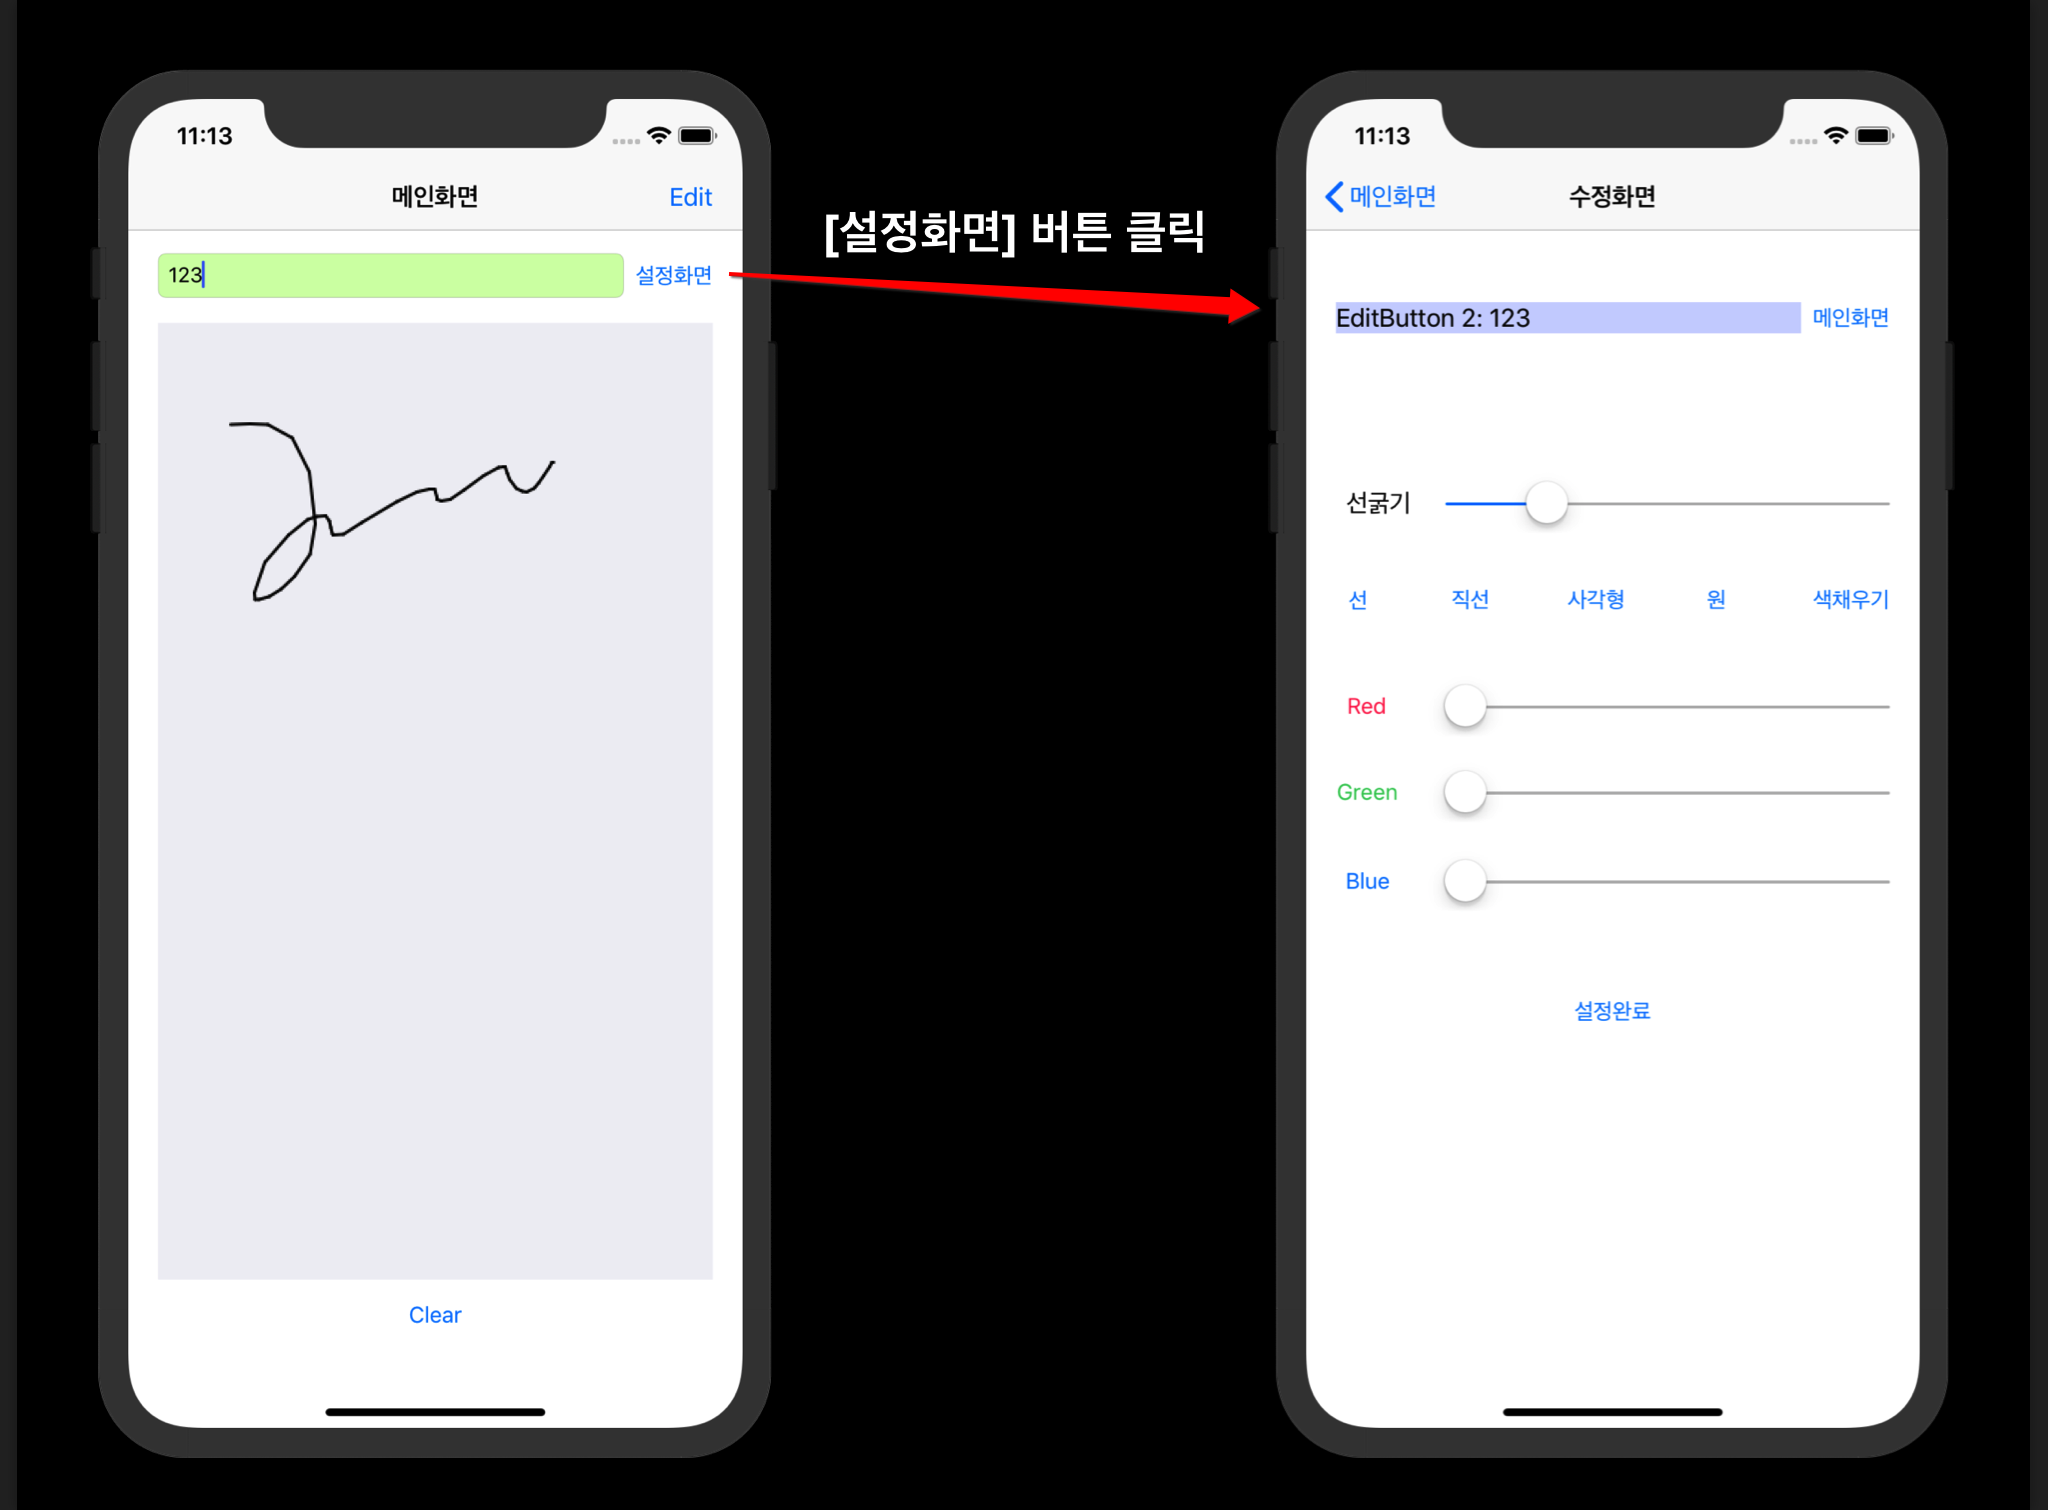 11:13
메인화면 Edit
123 설정화면
Clear
[설정화면] 버튼 클릭
11:13
메인화면 수정화면
EditButton 2: 123 메인화면
선굵기
선 직선 사각형 원 색채우기
Red
Green
Blue
설정완료